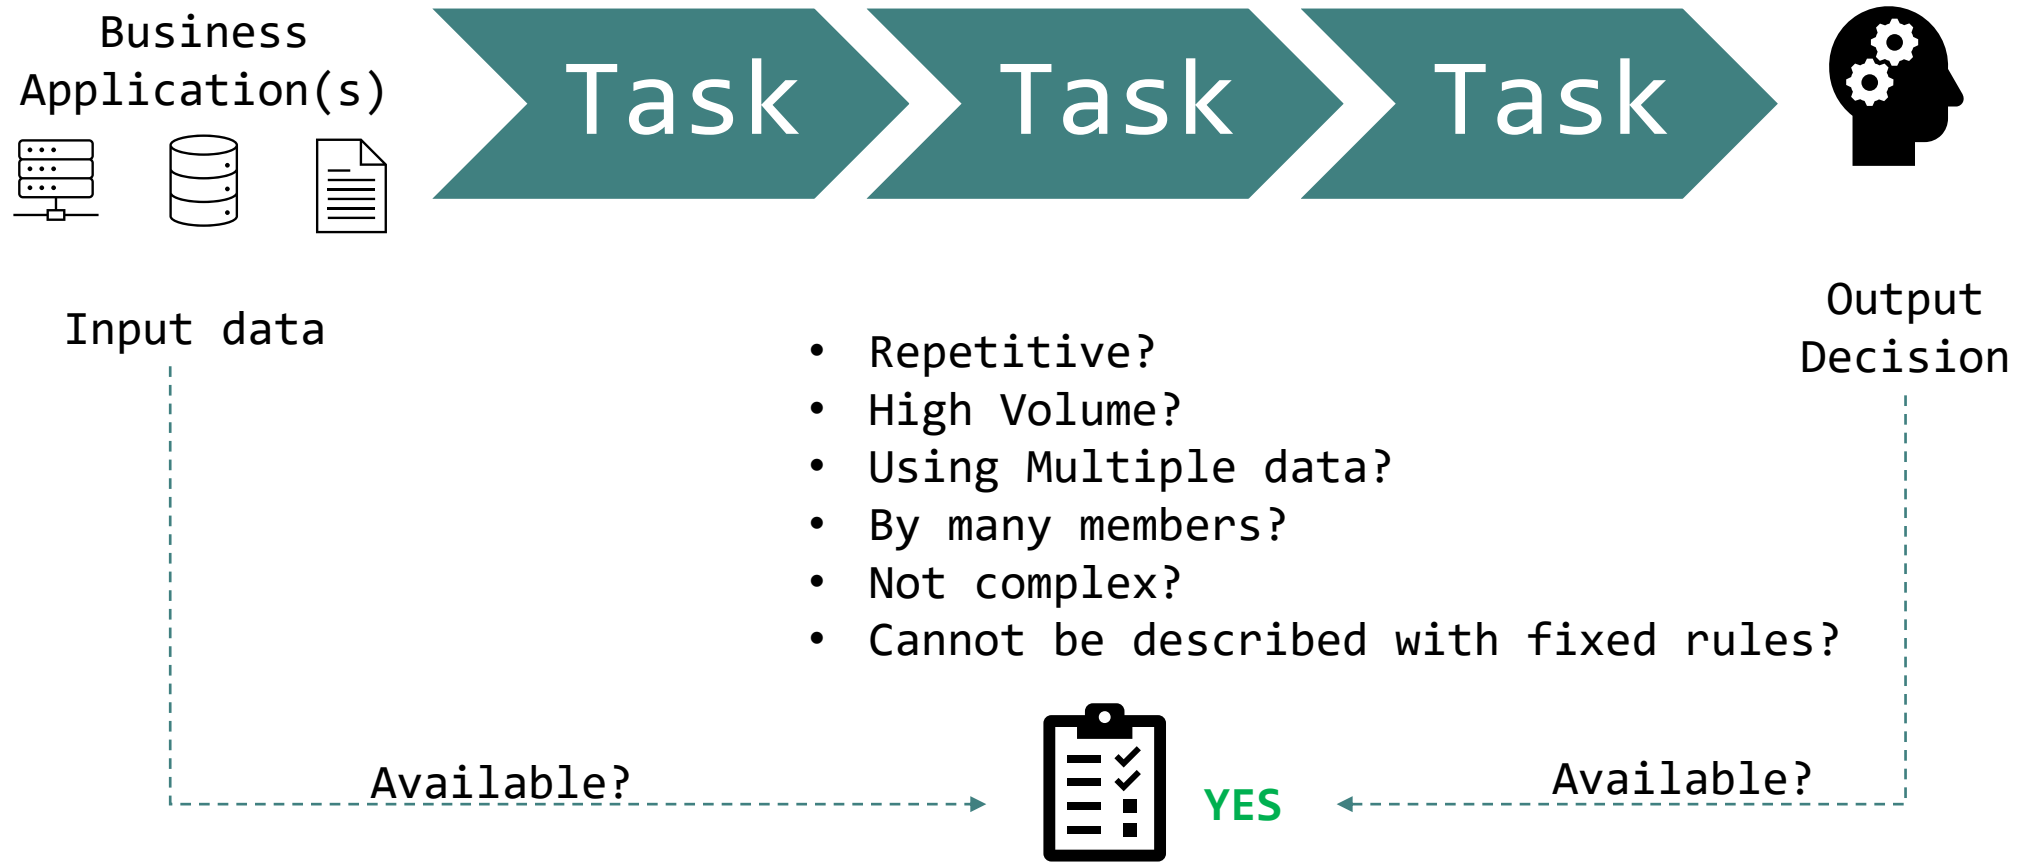 Business
Application(s)
Task
Task
Task
Input data
Output
Decision
• Repetitive?
• High Volume?
• Using Multiple data?
• By many members?
• Not complex?
• Cannot be described with fixed rules?
Available?
YES
Available?